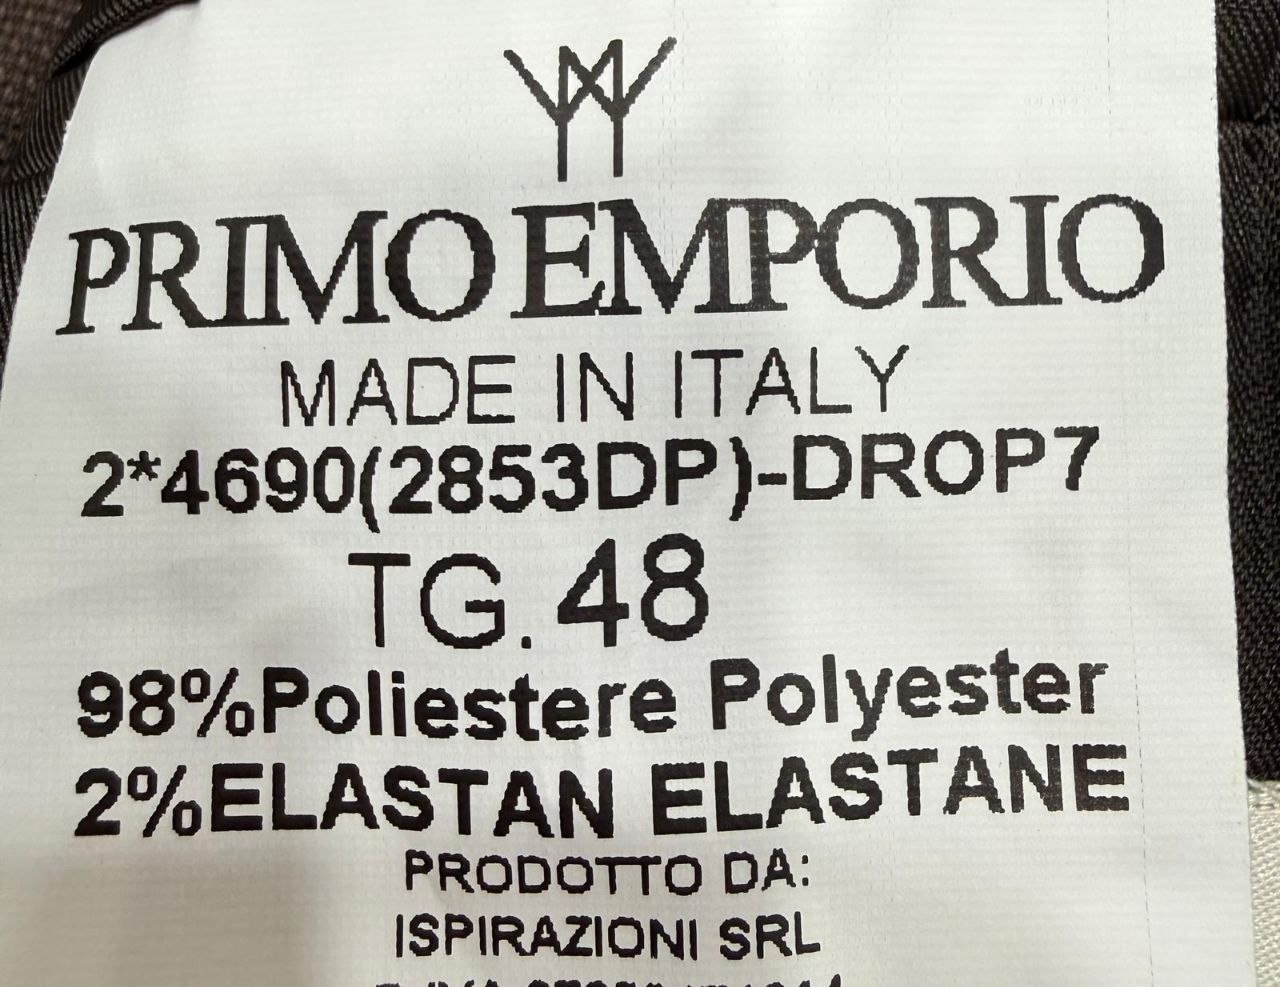 PRIMO EMPORIO
MADE IN ITALY
2*4690(2853DP)-DROP7
TG. 48
98%Poliestere Polyester
2%ELASTAN ELASTANE
PRODOTTO DA:
ISPIRAZIONI SRL